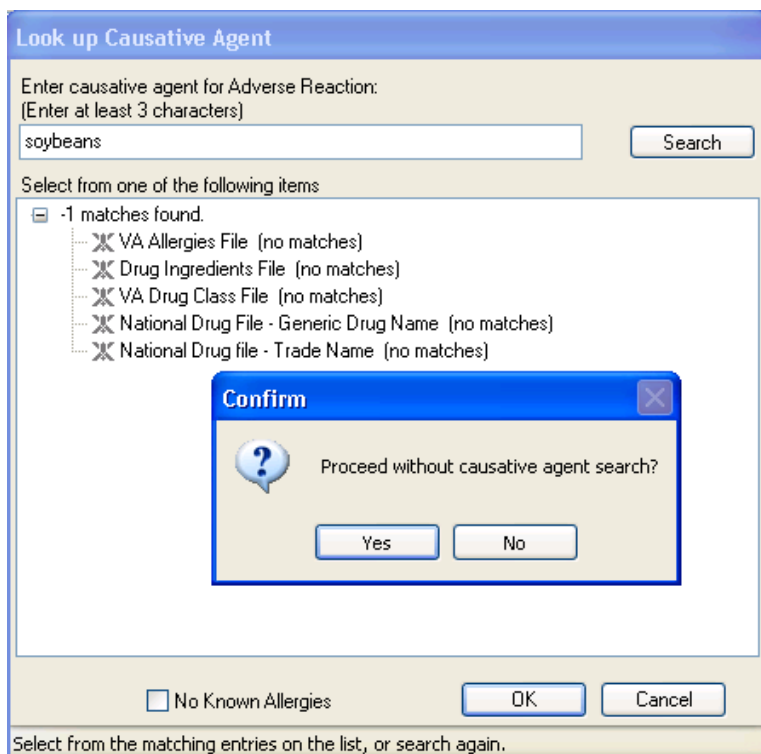 Look up Causative Agent
Enter causative agent for Adverse Reaction:
(Enter at least 3 characters)
soybeans
Search
Select from one of the following items
-1 matches found.
VA Allergies File (no matches)
Drug Ingredients File (no matches)
VA Drug Class File (no matches)
National Drug File - Generic Drug Name (no matches)
National Drug file - Trade Name (no matches)
Confirm
Proceed without causative agent search?
Yes No
No Known Allergies OK Cancel
Select from the matching entries on the list, or search again.